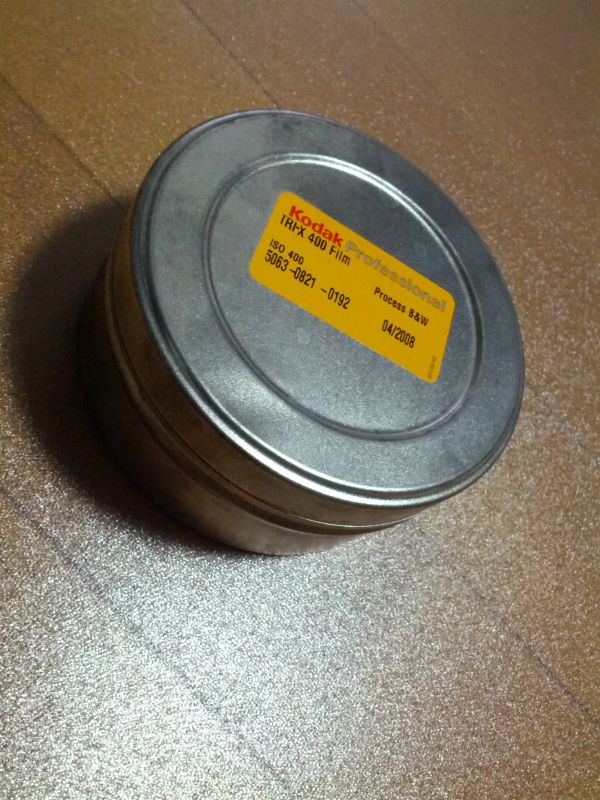 Kodak Professional
TRI-X 400 Film
ISO 400
Process B&W
5063-0821-0192
04/2008